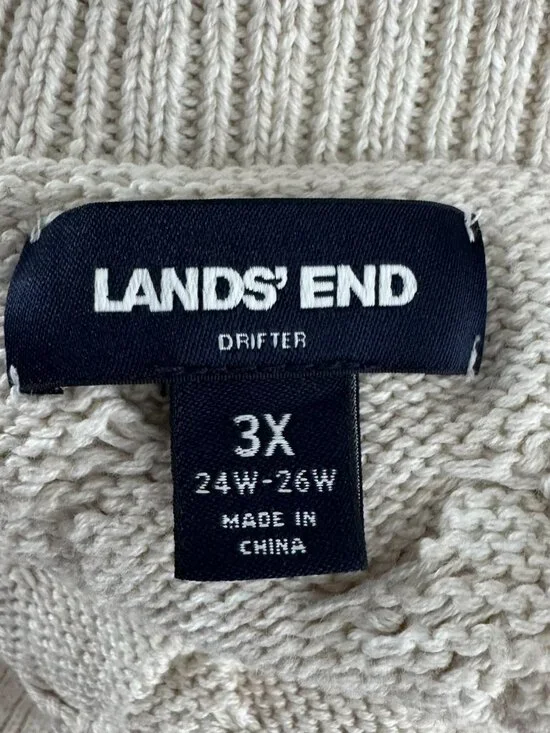 LANDS' END
DRIFTER
3X
24W-26W
MADE IN
CHINA